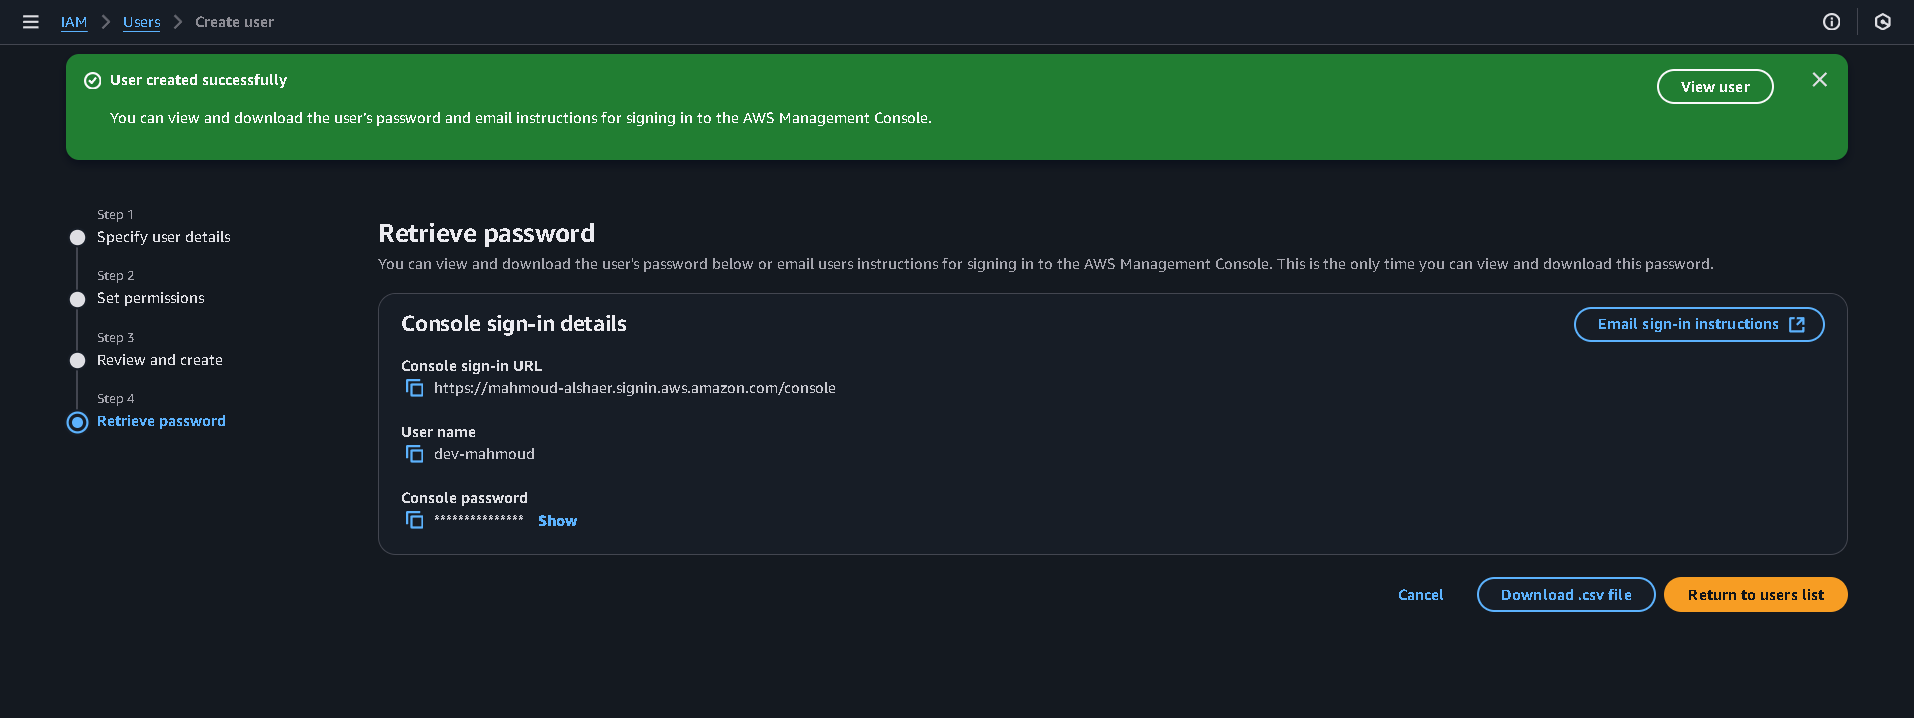 IAM > Users > Create user
User created successfully
View user
You can view and download the user's password and email instructions for signing in to the AWS Management Console.
Step 1
Specify user details
Step 2
Set permissions
Step 3
Review and create
Step 4
Retrieve password
Retrieve password
You can view and download the user's password below or email users instructions for signing in to the AWS Management Console. This is the only time you can view and download this password.
Console sign-in details
Email sign-in instructions
Console sign-in URL
https://mahmoud-alshaer.signin.aws.amazon.com/console
User name
dev-mahmoud
Console password
*************** Show
Cancel
Download .csv file
Return to users list